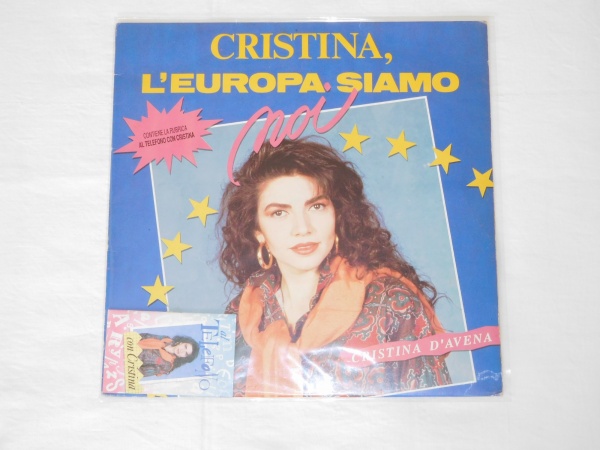 CRISTINA,
L'EUROPA SIAMO
noi
CONTIENE LA RUBRICA
AL TELEFONO CON CRISTINA
CRISTINA D'AVENA
al
Telefono
con Cristina